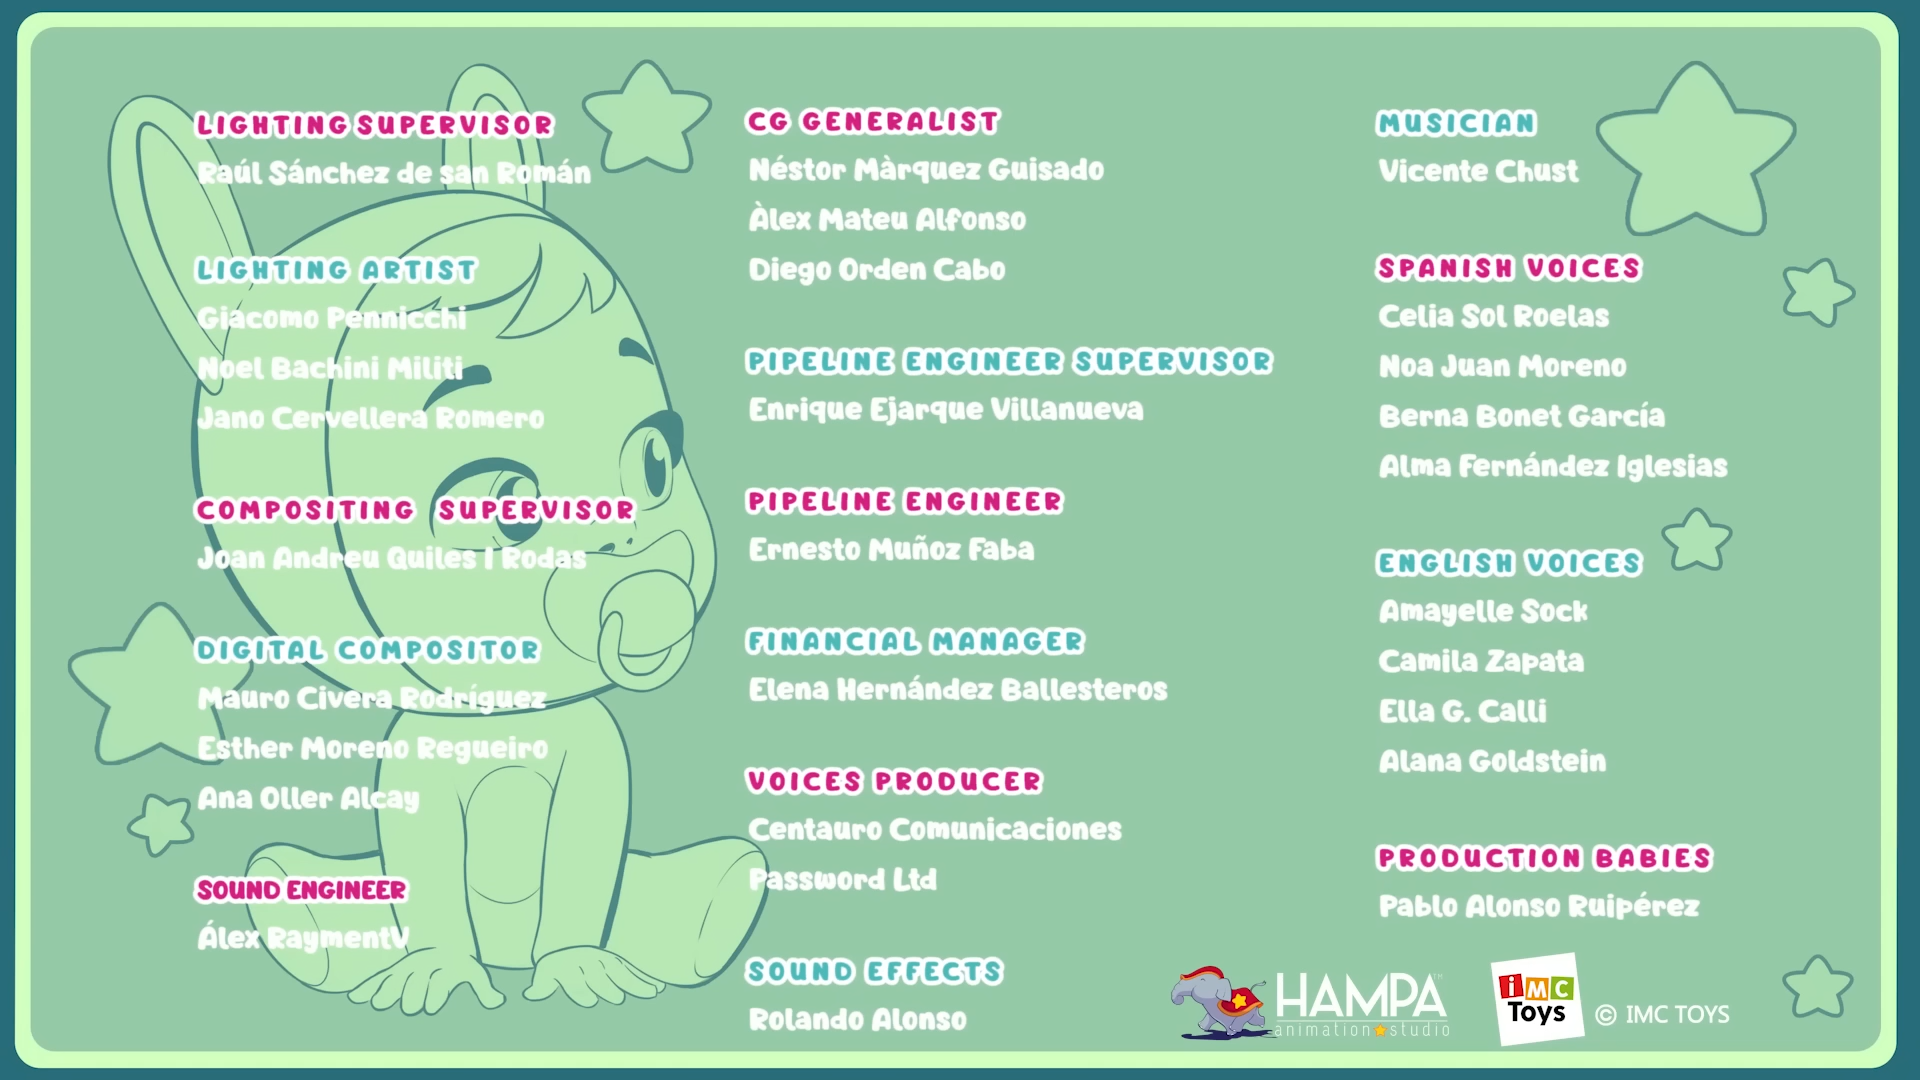 LIGHTING SUPERVISOR
Raúl Sánchez de san Román
LIGHTING ARTIST
Giácomo Pennicchi
Noel Bachini Militi
Jano Cervellera Romero
COMPOSITING SUPERVISOR
Joan Andreu Quiles I Rodas
DIGITAL COMPOSITOR
Mauro Civera Rodríguez
Esther Moreno Regueiro
Ana Oller Alcay
SOUND ENGINEER
Álex RaymentV
CG GENERALIST
Néstor Màrquez Guisado
Àlex Mateu Alfonso
Diego Orden Cabo
PIPELINE ENGINEER SUPERVISOR
Enrique Ejarque Villanueva
PIPELINE ENGINEER
Ernesto Muñoz Faba
FINANCIAL MANAGER
Elena Hernández Ballesteros
VOICES PRODUCER
Centauro Comunicaciones
Password Ltd
SOUND EFFECTS
Rolando Alonso
MUSICIAN
Vicente Chust
SPANISH VOICES
Celia Sol Roelas
Noa Juan Moreno
Berna Bonet García
Alma Fernández Iglesias
ENGLISH VOICES
Amayelle Sock
Camila Zapata
Ella G. Calli
Alana Goldstein
PRODUCTION BABIES
Pablo Alonso Ruipérez
HAMPA™
animation studio
iMC
Toys
© IMC TOYS